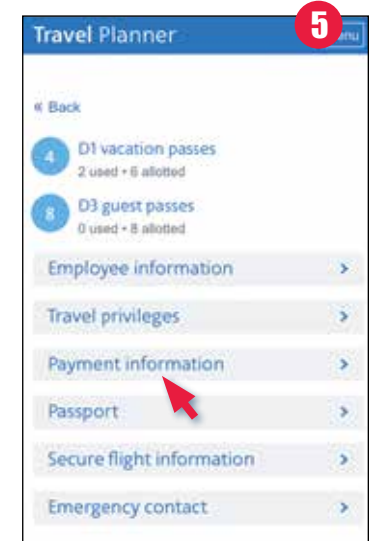 Travel Planner
5
enu
« Back
4
D1 vacation passes
2 used • 6 allotted
8
D3 guest passes
0 used • 8 allotted
Employee information >
Travel privileges >
Payment information >
Passport >
Secure flight information >
Emergency contact >